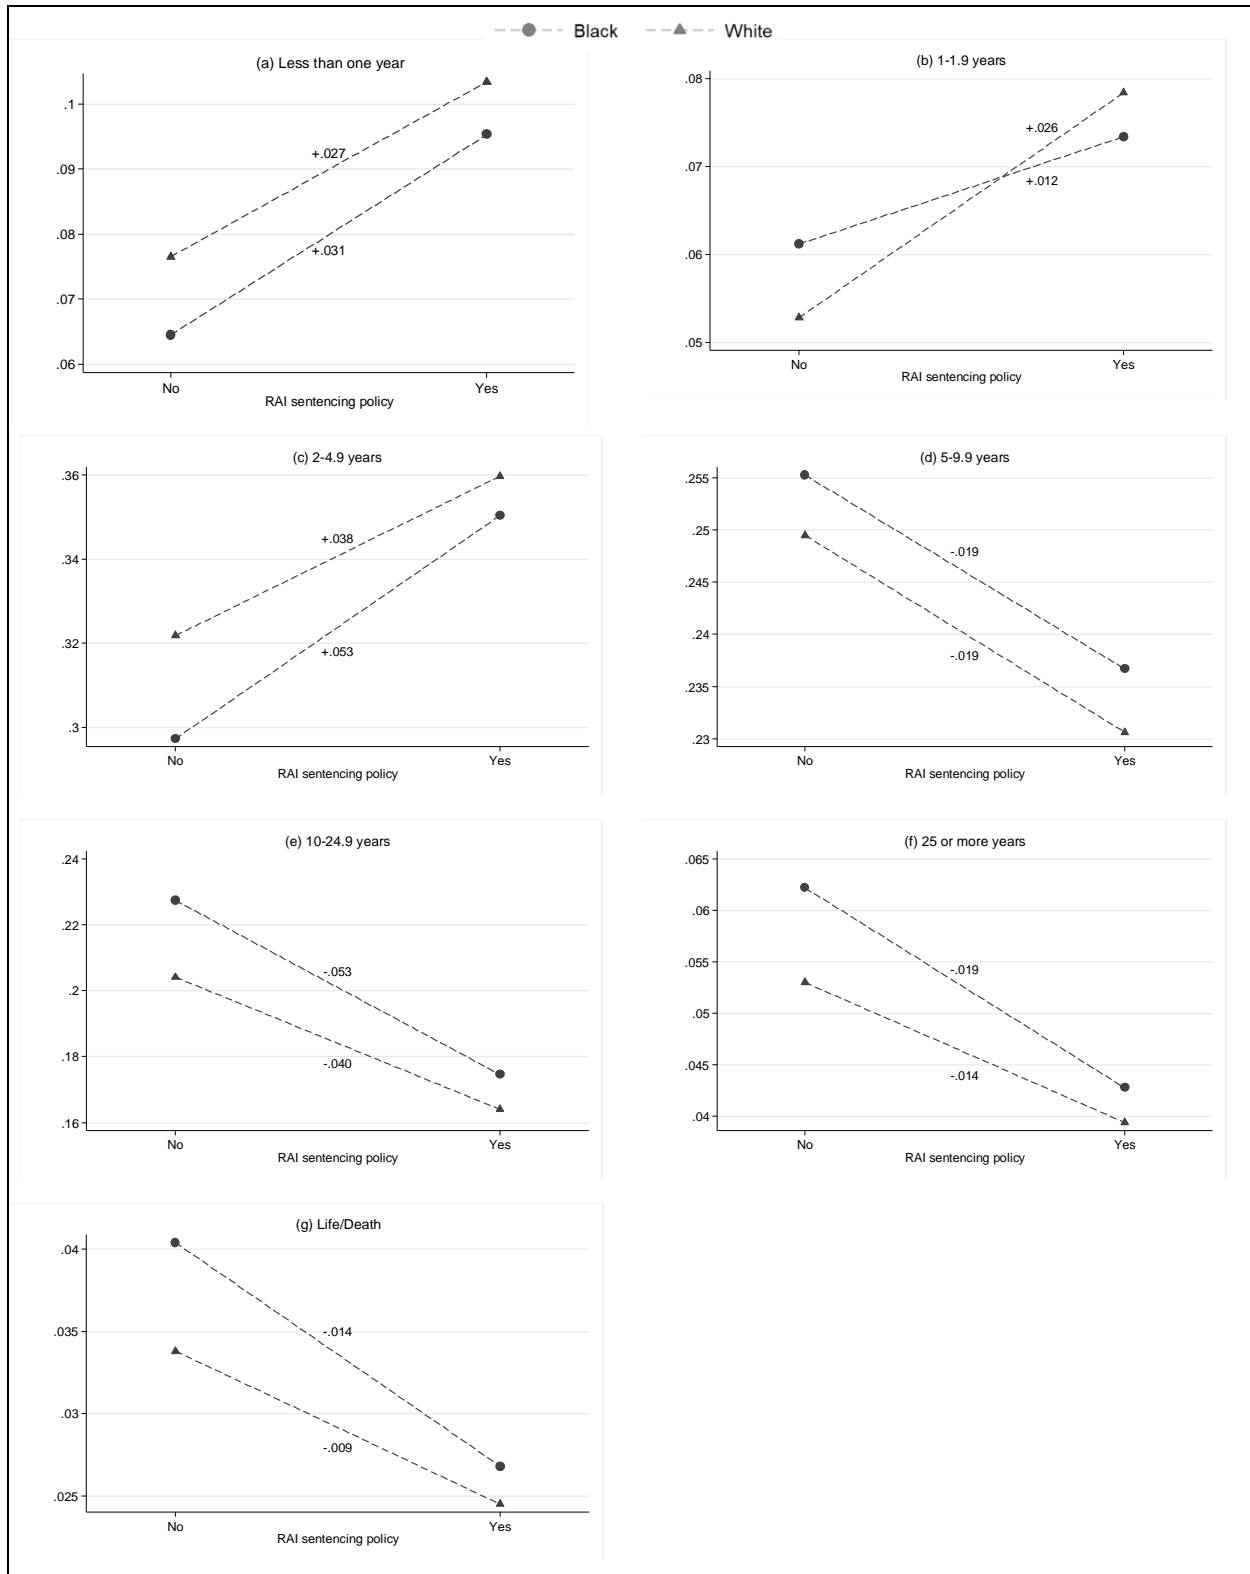 Black White
(a) Less than one year
.1
.09
.08
.07
.06
+.027
+.031
No Yes
RAI sentencing policy
(b) 1-1.9 years
.08
.07
.06
.05
+.026
+.012
No Yes
RAI sentencing policy
(c) 2-4.9 years
.36
.34
.32
.3
+.038
+.053
No Yes
RAI sentencing policy
(d) 5-9.9 years
.255
.25
.245
.24
.235
.23
-.019
-.019
No Yes
RAI sentencing policy
(e) 10-24.9 years
.24
.22
.2
.18
.16
-.053
-.040
No Yes
RAI sentencing policy
(f) 25 or more years
.065
.06
.055
.05
.045
.04
-.019
-.014
No Yes
RAI sentencing policy
(g) Life/Death
.04
.035
.03
.025
-.014
-.009
No Yes
RAI sentencing policy